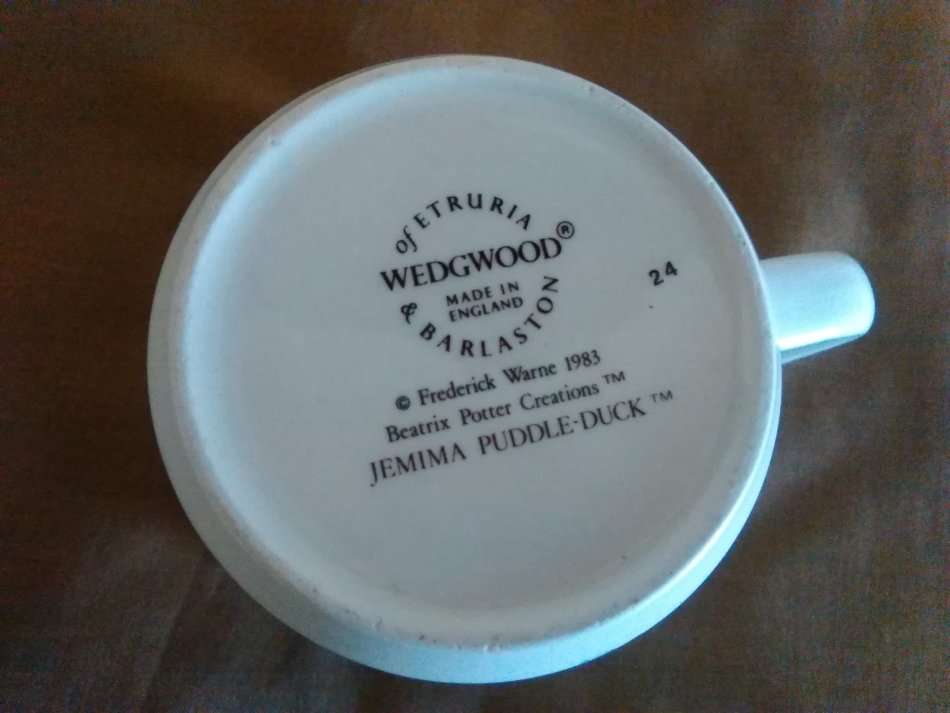 of ETRURIA
WEDGWOOD®
MADE IN
ENGLAND
& BARLASTON
24
© Frederick Warne 1983
Beatrix Potter Creations™
JEMIMA PUDDLE-DUCK™